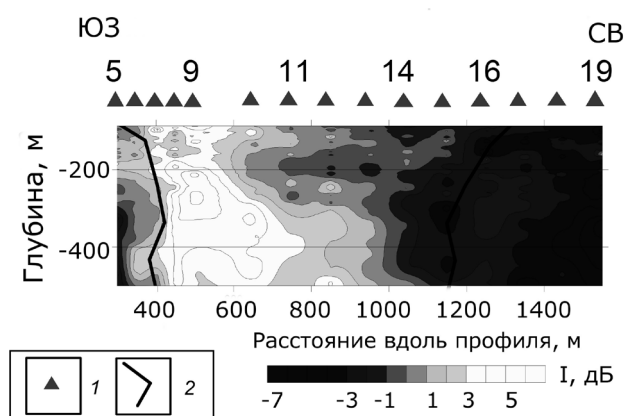 ЮЗ
СВ
5 9 11 14 16 19
Глубина, м
-200
-400
400 600 800 1000 1200 1400
Расстояние вдоль профиля, м
1 2
I, дБ
-7 -3 -1 1 3 5